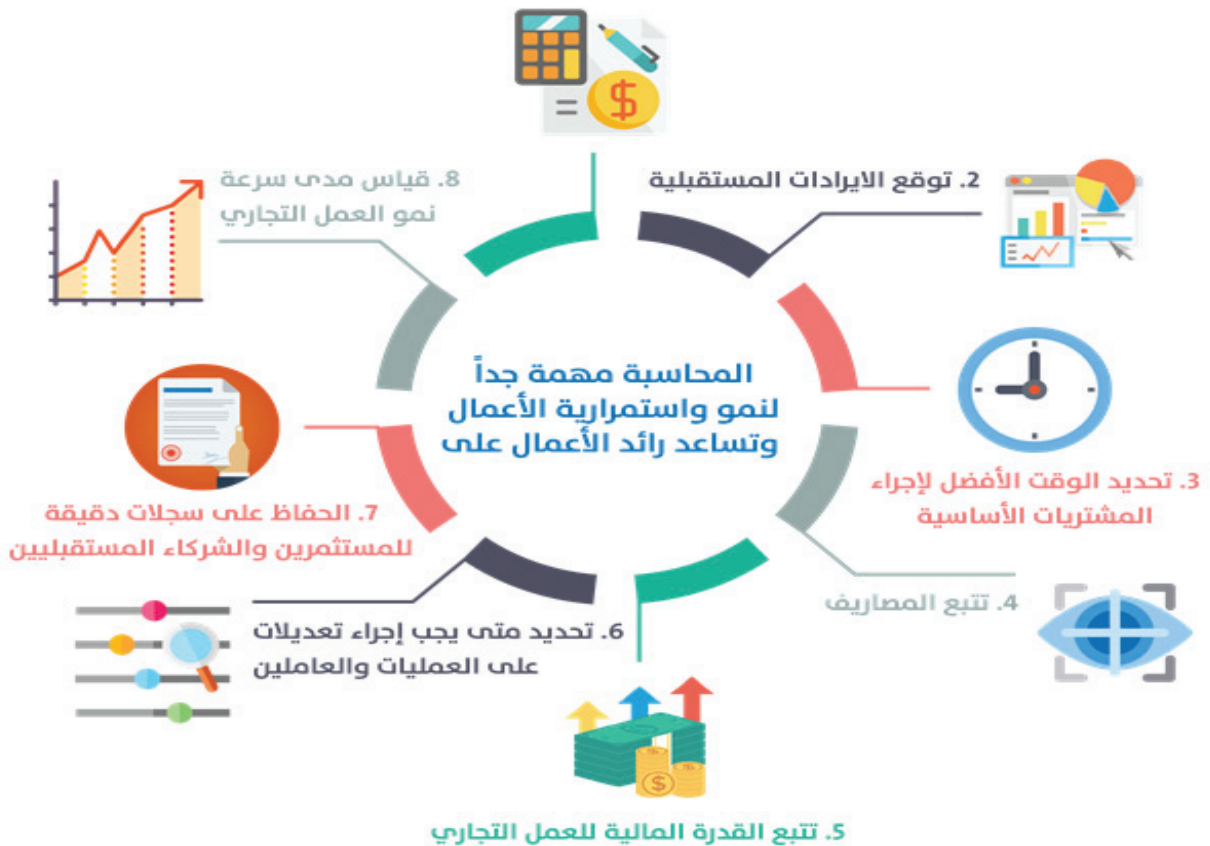 المحاسبة مهمة جداً
لنمو واستمرارية الأعمال
وتساعد رائد الأعمال على
2. توقع الايرادات المستقبلية
3. تحديد الوقت الأفضل لإجراء
المشتريات الأساسية
4. تتبع المصاريف
5. تتبع القدرة المالية للعمل التجاري
6. تحديد متى يجب إجراء تعديلات
على العمليات والعاملين
7. الحفاظ على سجلات دقيقة
للمستثمرين والشركاء المستقبليين
8. قياس مدى سرعة
نمو العمل التجاري